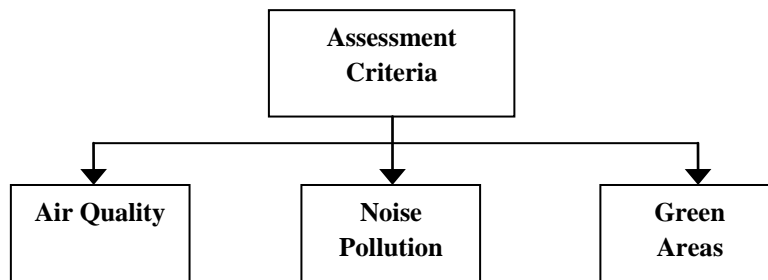 Assessment
Criteria
Air Quality
Noise
Pollution
Green
Areas